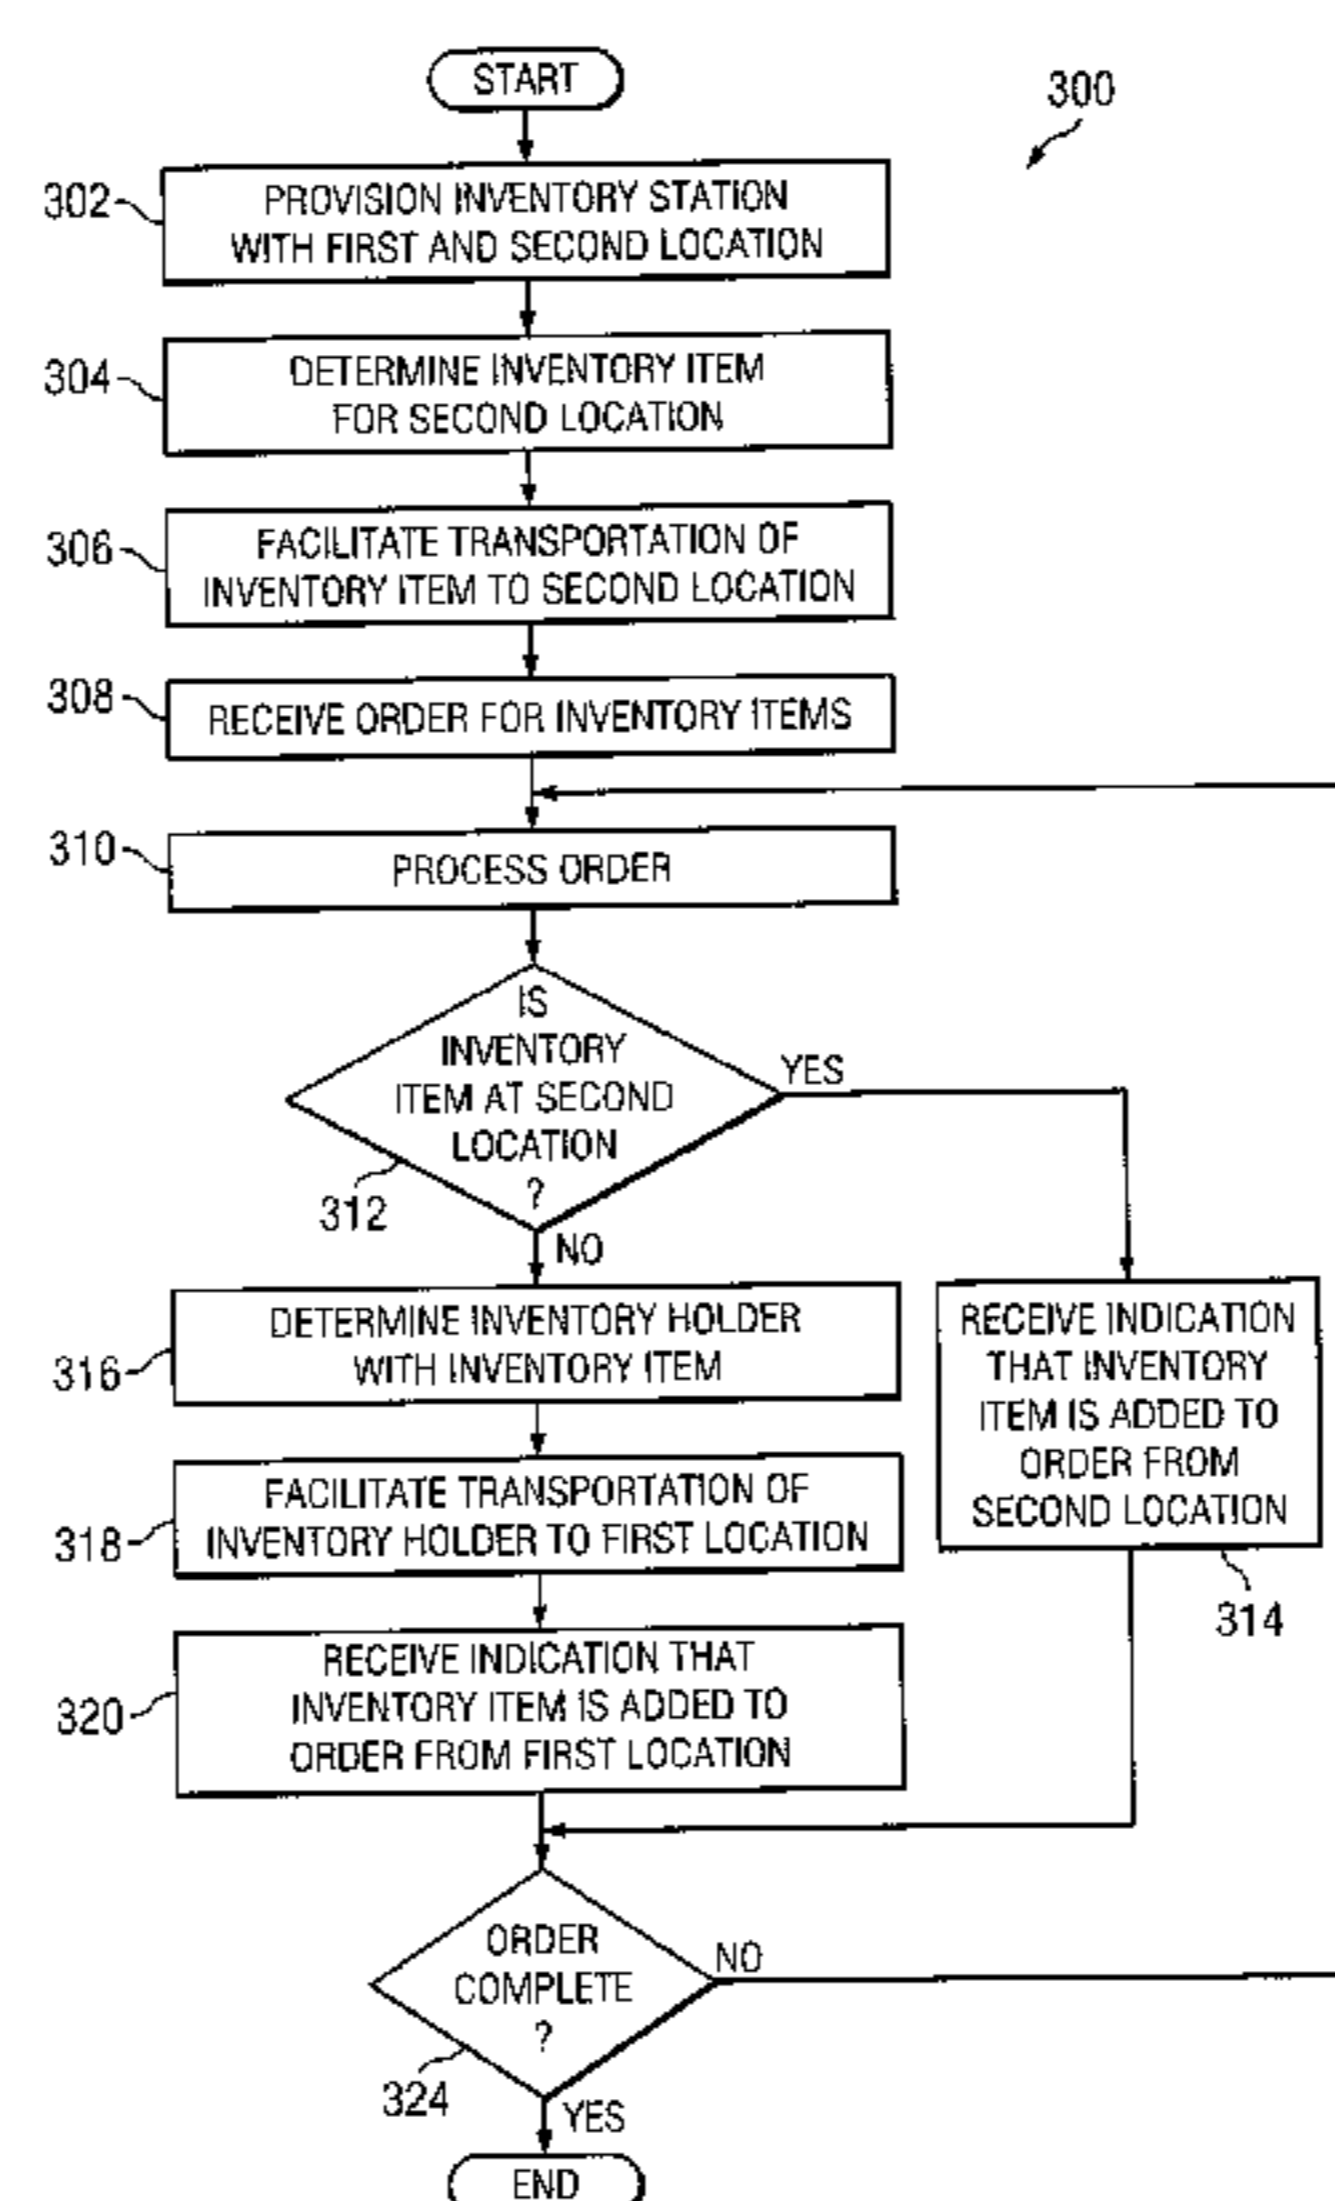 START
300
302
PROVISION INVENTORY STATION
WITH FIRST AND SECOND LOCATION
304
DETERMINE INVENTORY ITEM
FOR SECOND LOCATION
306
FACILITATE TRANSPORTATION OF
INVENTORY ITEM TO SECOND LOCATION
308
RECEIVE ORDER FOR INVENTORY ITEMS
310
PROCESS ORDER
IS
INVENTORY
ITEM AT SECOND
LOCATION
?
YES
312
NO
316
DETERMINE INVENTORY HOLDER
WITH INVENTORY ITEM
RECEIVE INDICATION
THAT INVENTORY
ITEM IS ADDED TO
ORDER FROM
SECOND LOCATION
314
318
FACILITATE TRANSPORTATION OF
INVENTORY HOLDER TO FIRST LOCATION
320
RECEIVE INDICATION THAT
INVENTORY ITEM IS ADDED TO
ORDER FROM FIRST LOCATION
ORDER
COMPLETE
?
NO
324
YES
END